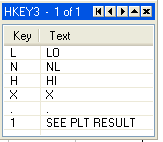 HKEY3 - 1 of 1
Key Text
L LO
N NL
H HI
X X
. .
1 SEE PLT RESULT